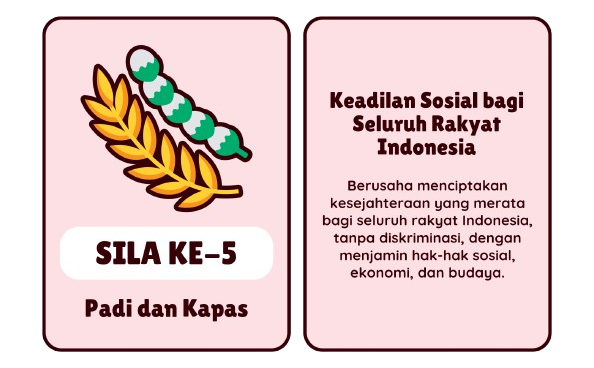 SILA KE-5
Padi dan Kapas
Keadilan Sosial bagi
Seluruh Rakyat
Indonesia
Berusaha menciptakan
kesejahteraan yang merata
bagi seluruh rakyat Indonesia,
tanpa diskriminasi, dengan
menjamin hak-hak sosial,
ekonomi, dan budaya.